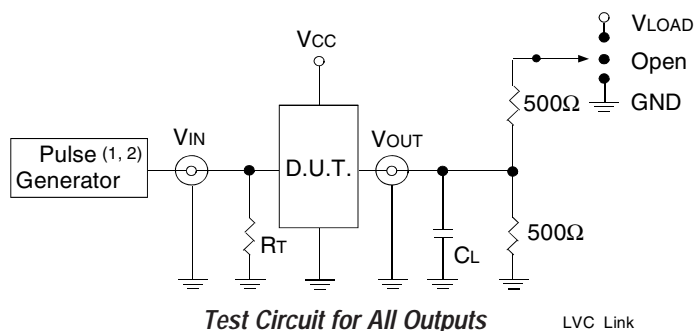 VLOAD
VCC
Open
500Ω
GND
VIN
VOUT
Pulse (1, 2)
Generator
D.U.T.
RT
CL
500Ω
Test Circuit for All Outputs
LVC Link